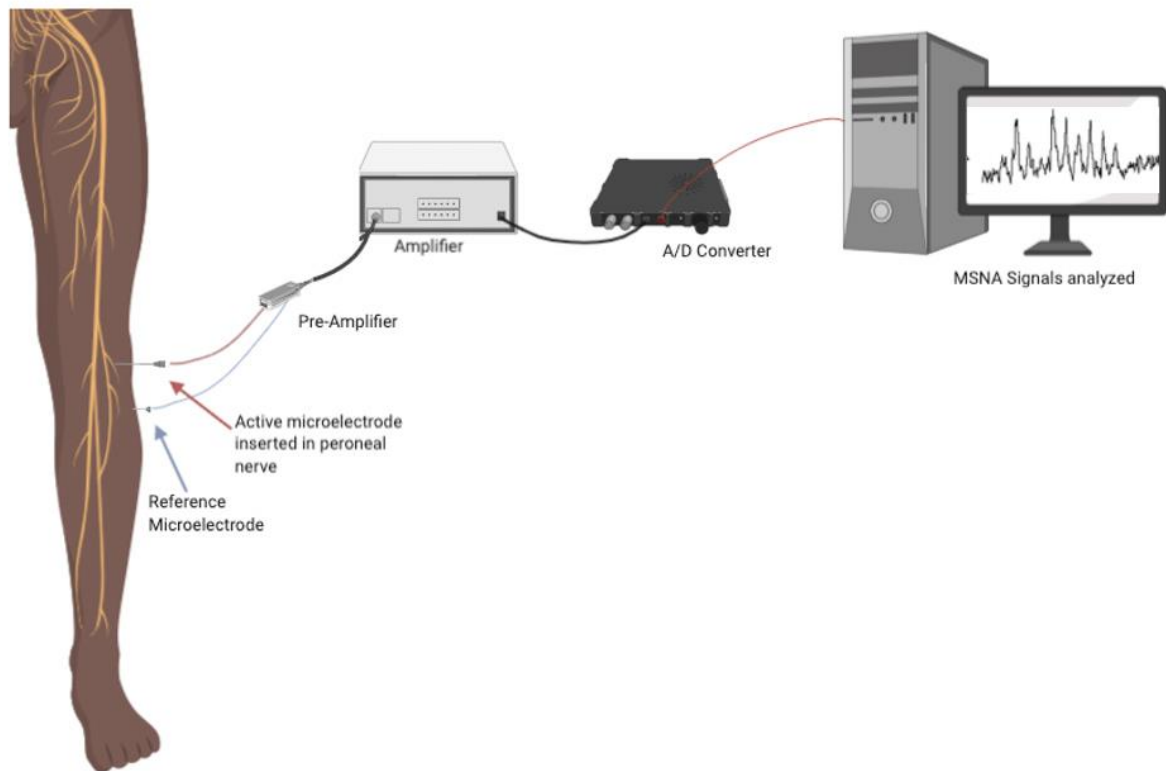 Amplifier
A/D Converter
MSNA Signals analyzed
Pre-Amplifier
Active microelectrode
inserted in peroneal
nerve
Reference
Microelectrode